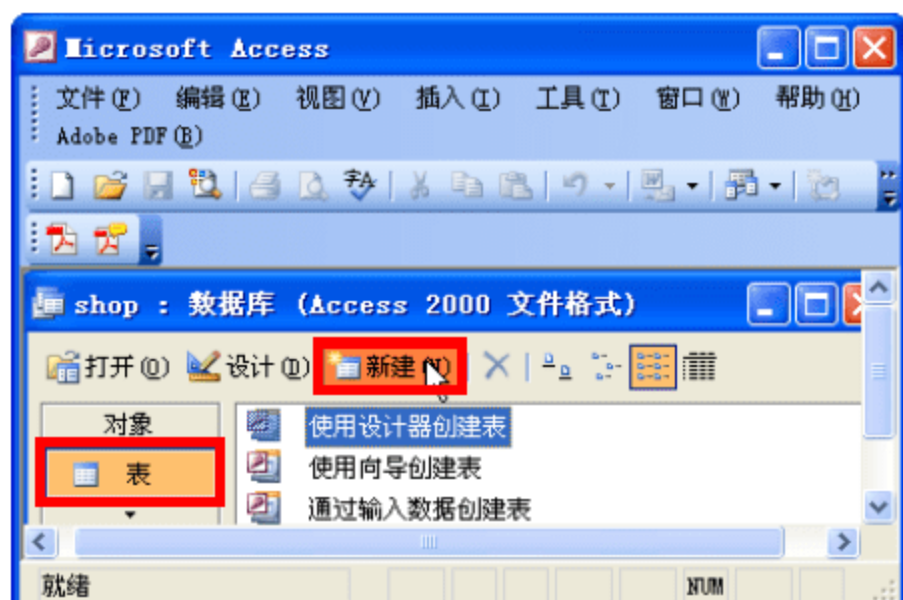 Microsoft Access
文件(F) 编辑(E) 视图(V) 插入(I) 工具(T) 窗口(W) 帮助(H)
Adobe PDF(B)
shop : 数据库 (Access 2000 文件格式)
打开(O) 设计(D) 新建(N)
对象
使用设计器创建表
表
使用向导创建表
通过输入数据创建表
就绪 NUM